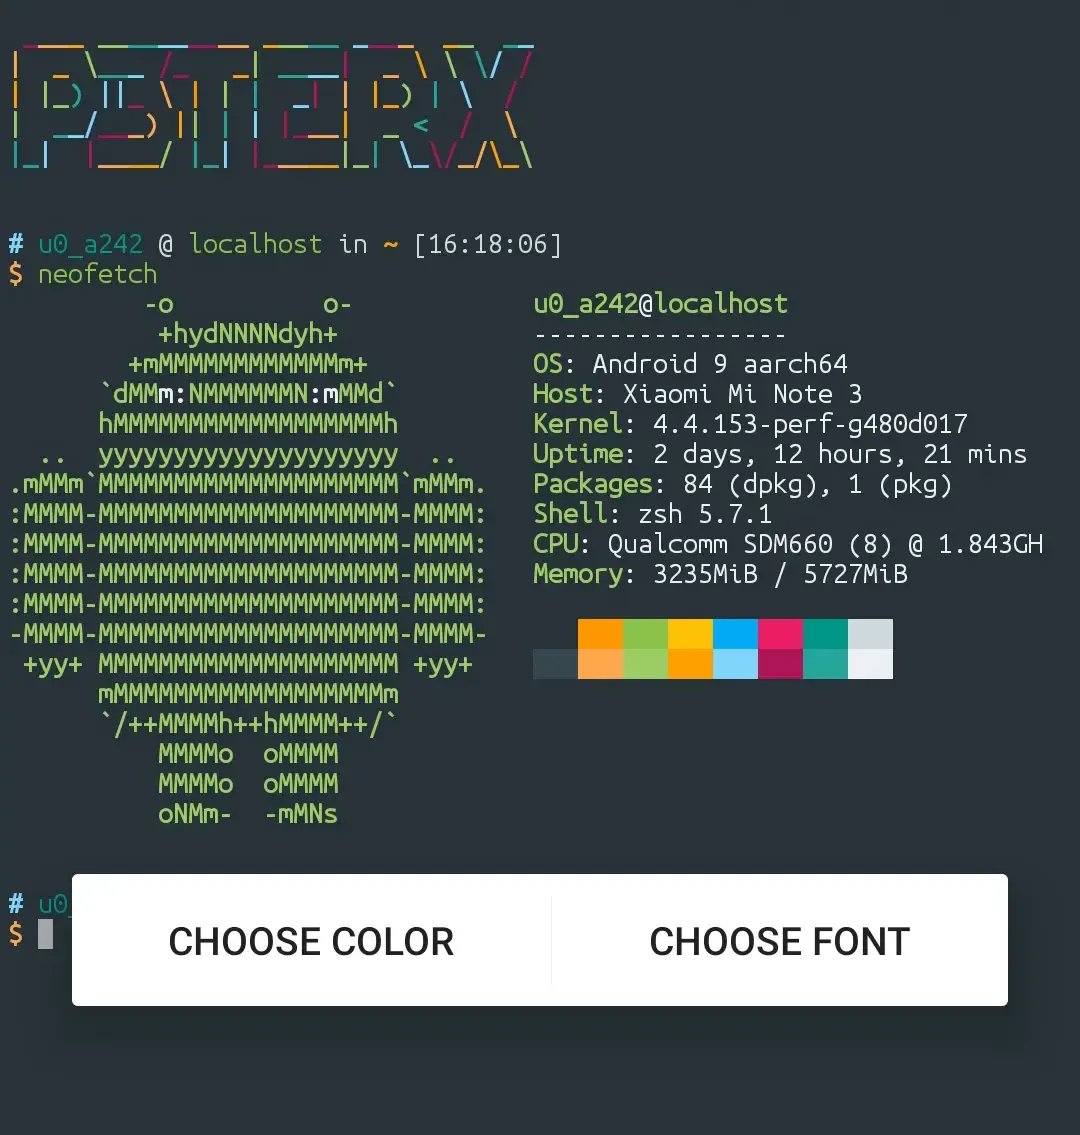 P3TERX
# u0_a242 @ localhost in ~ [16:18:06]
$ neofetch
         -o          o-
          +hydNNNNdyh+
        +mMMMMMMMMMMMMm+
      `dMMm:NMMMMMMN:mMMd`
      hMMMMMMMMMMMMMMMMMMh
  ..  yyyyyyyyyyyyyyyyyyyy  ..
.mMMm`MMMMMMMMMMMMMMMMMMMM`mMMm.
:MMMM-MMMMMMMMMMMMMMMMMMMM-MMMM:
:MMMM-MMMMMMMMMMMMMMMMMMMM-MMMM:
:MMMM-MMMMMMMMMMMMMMMMMMMM-MMMM:
:MMMM-MMMMMMMMMMMMMMMMMMMM-MMMM:
-MMMM-MMMMMMMMMMMMMMMMMMMM-MMMM-
 +yy+ MMMMMMMMMMMMMMMMMMMM +yy+
      mMMMMMMMMMMMMMMMMMMm
      `/++MMMMh++hMMMM++/`
          MMMMo  oMMMM
          MMMMo  oMMMM
          oNMm-  -mMNs
u0_a242@localhost
-----------------
OS: Android 9 aarch64
Host: Xiaomi Mi Note 3
Kernel: 4.4.153-perf-g480d017
Uptime: 2 days, 12 hours, 21 mins
Packages: 84 (dpkg), 1 (pkg)
Shell: zsh 5.7.1
CPU: Qualcomm SDM660 (8) @ 1.843GH
Memory: 3235MiB / 5727MiB
# u0_
$
CHOOSE COLOR
CHOOSE FONT